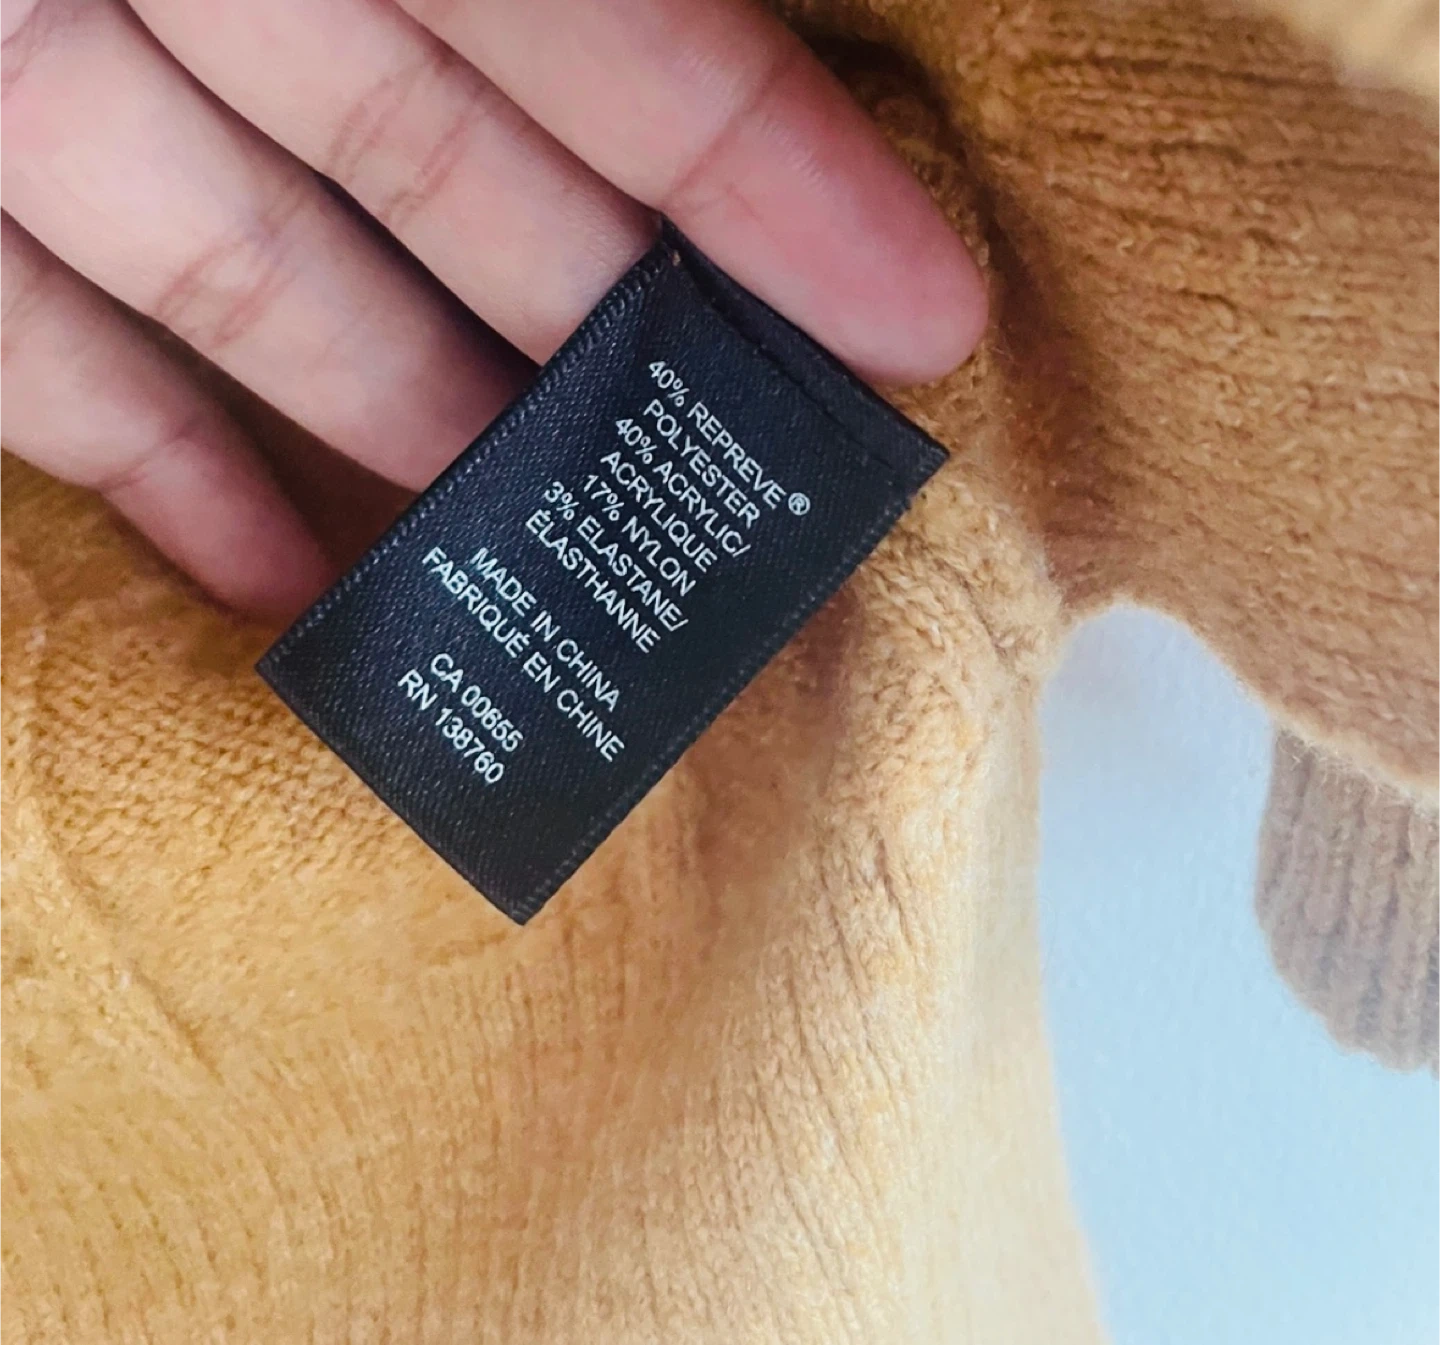 40% REPREVE ®
POLYESTER
40% ACRYLIC/
ACRYLIQUE
17% NYLON
3% ELASTANE/
ÉLASTHANNE
MADE IN CHINA
FABRIQUÉ EN CHINE
CA 00655
RN 138760